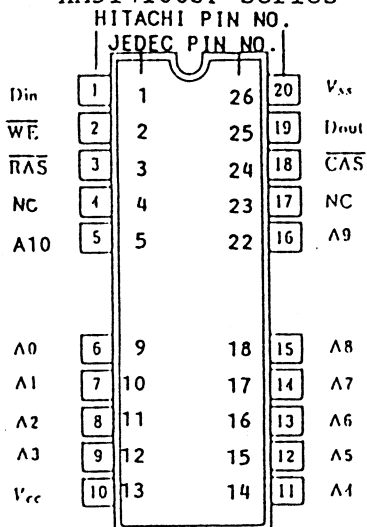 HITACHI PIN NO.
JEDEC PIN NO.
Din 1 1 26 20 Vss
WE 2 2 25 19 Dout
RAS 3 3 24 18 CAS
NC 4 4 23 17 NC
A10 5 5 22 16 A9
A0 6 9 18 15 A8
A1 7 10 17 14 A7
A2 8 11 16 13 A6
A3 9 12 15 12 A5
Vcc 10 13 14 11 A4